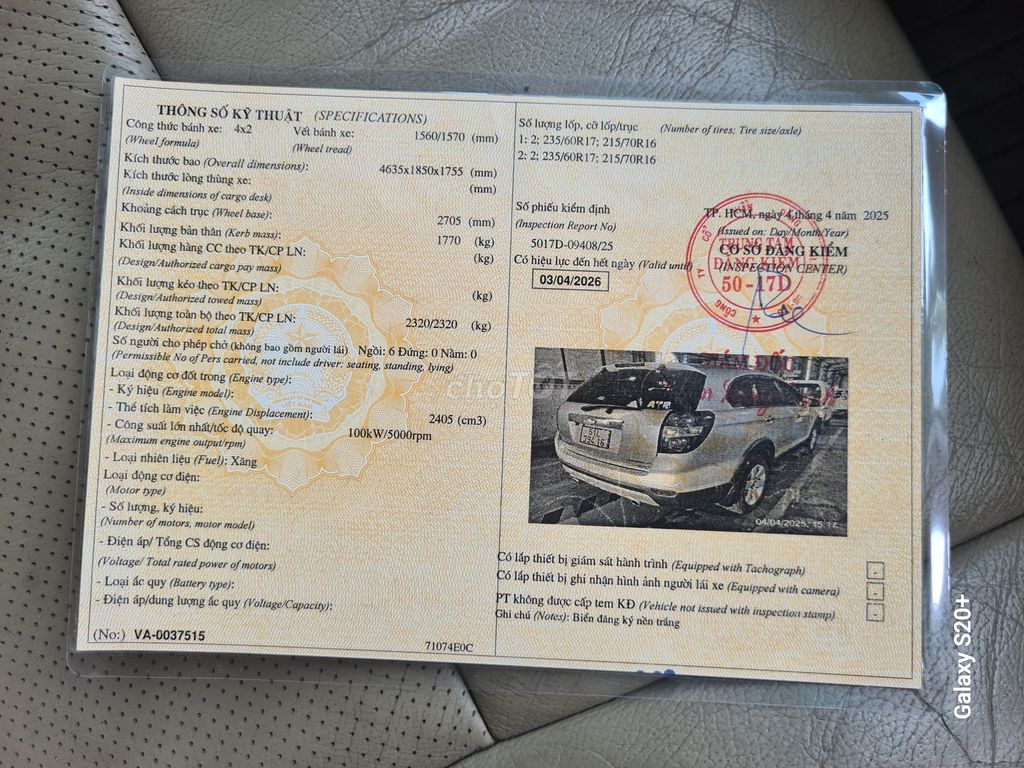 THÔNG SỐ KỸ THUẬT (SPECIFICATIONS)
Công thức bánh xe: 4x2 Vết bánh xe: 1560/1570 (mm)
(Wheel formula) (Wheel tread)
Kích thước bao (Overall dimensions): 4635x1850x1755 (mm)
Kích thước lòng thùng xe: (mm)
(Inside dimensions of cargo desk)
Khoảng cách trục (Wheel base): 2705 (mm)
Khối lượng bản thân (Kerb mass): 1770 (kg)
Khối lượng hàng CC theo TK/CP LN: (kg)
(Design/Authorized cargo pay mass)
Khối lượng kéo theo TK/CP LN: (kg)
(Design/Authorized towed mass)
Khối lượng toàn bộ theo TK/CP LN: 2320/2320 (kg)
(Design/Authorized total mass)
Số người cho phép chở (không bao gồm người lái) Ngồi: 6 Đứng: 0 Nằm: 0
(Permissible No of Pers carried, not include driver: seating, standing, lying)
Loại động cơ đốt trong (Engine type):
- Ký hiệu (Engine model):
- Thể tích làm việc (Engine Displacement): 2405 (cm3)
- Công suất lớn nhất/tốc độ quay: 100kW/5000rpm
(Maximum engine output/rpm)
- Loại nhiên liệu (Fuel): Xăng
Loại động cơ điện:
(Motor type)
- Số lượng, ký hiệu:
(Number of motors, motor model)
- Điện áp/ Tổng CS động cơ điện:
(Voltage/ Total rated power of motors)
- Loại ắc quy (Battery type):
- Điện áp/dung lượng ắc quy (Voltage/Capacity):
(No:) VA-0037515
71074E0C
Số lượng lốp, cỡ lốp/trục (Number of tires; Tire size/axle)
1: 2; 235/60R17; 215/70R16
2: 2; 235/60R17; 215/70R16
Số phiếu kiểm định
(Inspection Report No)
5017D-09408/25
Có hiệu lực đến hết ngày (Valid until)
03/04/2026
TP. HCM, ngày 4 tháng 4 năm 2025
(Issued on: Day/Month/Year)
CƠ SỞ ĐĂNG KIỂM
(INSPECTION CENTER)
TRUNG TÂM
ĐĂNG KIỂM
50-17D
CÔNG TY CỔ PHẦN
GIÁM ĐỐC
chợTỐT
51L
234.16
04/04/2025, 15:17
Có lắp thiết bị giám sát hành trình (Equipped with Tachograph)
Có lắp thiết bị ghi nhận hình ảnh người lái xe (Equipped with camera)
PT không được cấp tem KĐ (Vehicle not issued with inspection stamp)
Ghi chú (Notes): Biển đăng ký nền trắng
Galaxy S20+